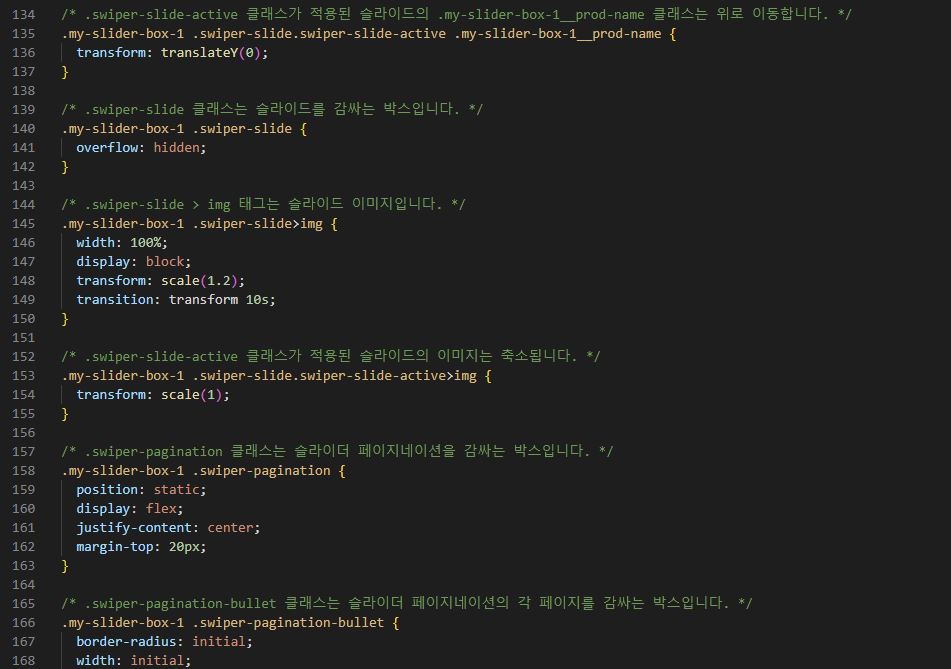 134 /* .swiper-slide-active 클래스가 적용된 슬라이드의 .my-slider-box-1__prod-name 클래스는 위로 이동합니다. */
135 .my-slider-box-1 .swiper-slide.swiper-slide-active .my-slider-box-1__prod-name {
136   transform: translateY(0);
137 }
138
139 /* .swiper-slide 클래스는 슬라이드를 감싸는 박스입니다. */
140 .my-slider-box-1 .swiper-slide {
141   overflow: hidden;
142 }
143
144 /* .swiper-slide > img 태그는 슬라이드 이미지입니다. */
145 .my-slider-box-1 .swiper-slide>img {
146   width: 100%;
147   display: block;
148   transform: scale(1.2);
149   transition: transform 10s;
150 }
151
152 /* .swiper-slide-active 클래스가 적용된 슬라이드의 이미지는 축소됩니다. */
153 .my-slider-box-1 .swiper-slide.swiper-slide-active>img {
154   transform: scale(1);
155 }
156
157 /* .swiper-pagination 클래스는 슬라이더 페이지네이션을 감싸는 박스입니다. */
158 .my-slider-box-1 .swiper-pagination {
159   position: static;
160   display: flex;
161   justify-content: center;
162   margin-top: 20px;
163 }
164
165 /* .swiper-pagination-bullet 클래스는 슬라이더 페이지네이션의 각 페이지를 감싸는 박스입니다. */
166 .my-slider-box-1 .swiper-pagination-bullet {
167   border-radius: initial;
168   width: initial;